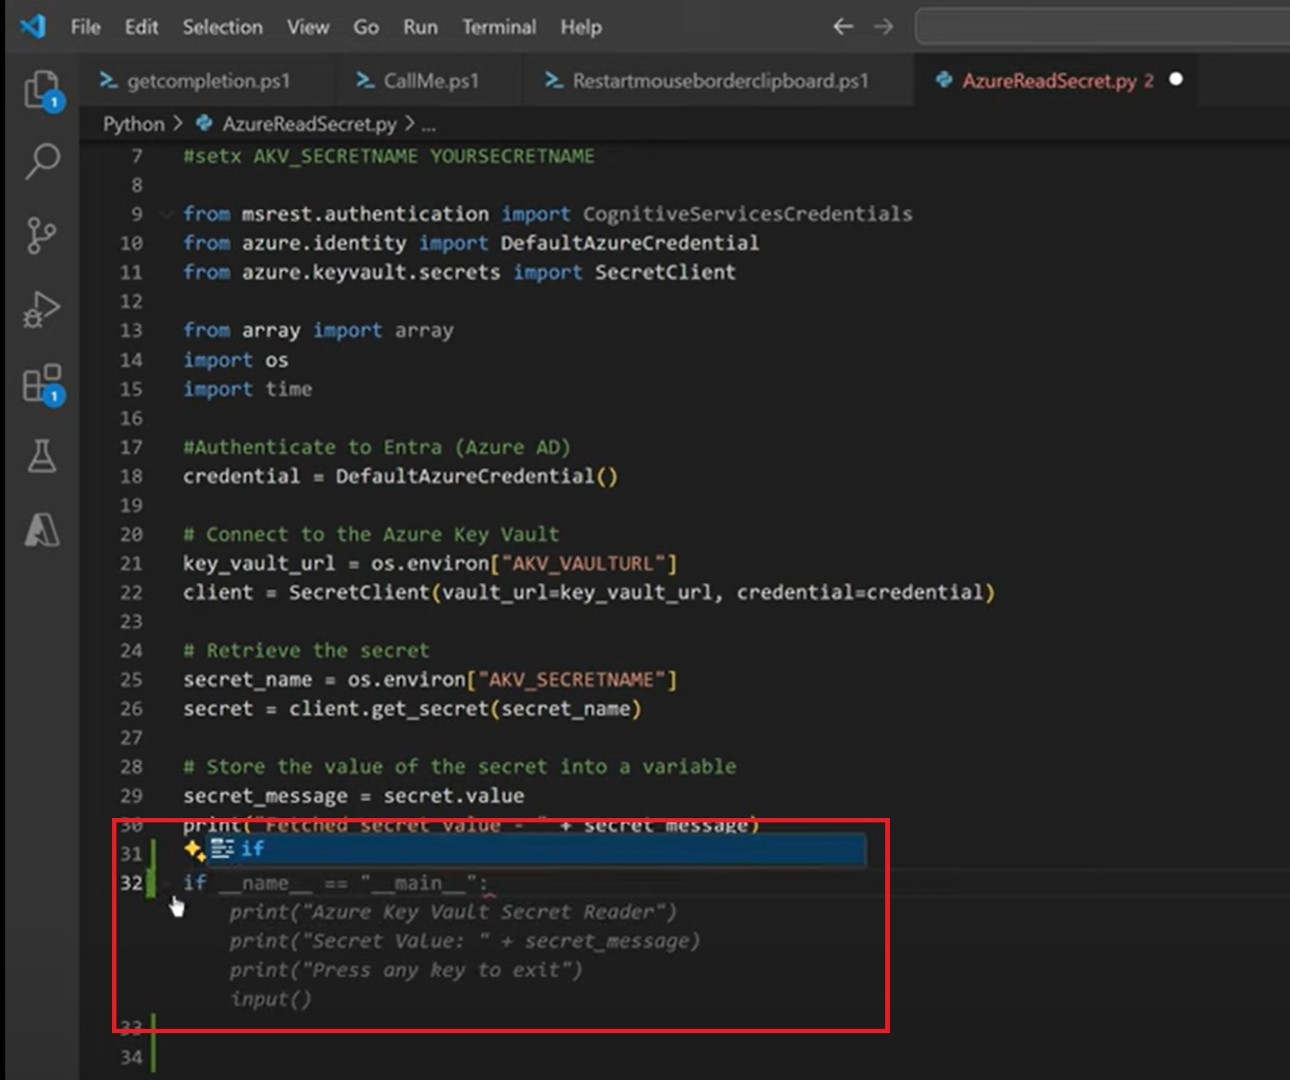 File Edit Selection View Go Run Terminal Help
getcompletion.ps1 CallMe.ps1 Restartmouseborderclipboard.ps1 AzureReadSecret.py 2
1
Python > AzureReadSecret.py > ...
7 #setx AKV_SECRETNAME YOURSECRETNAME
8
9 from msrest.authentication import CognitiveServicesCredentials
10 from azure.identity import DefaultAzureCredential
11 from azure.keyvault.secrets import SecretClient
12
13 from array import array
14 import os
15 import time
1
16
17 #Authenticate to Entra (Azure AD)
18 credential = DefaultAzureCredential()
19
20 # Connect to the Azure Key Vault
21 key_vault_url = os.environ["AKV_VAULTURL"]
22 client = SecretClient(vault_url=key_vault_url, credential=credential)
23
24 # Retrieve the secret
25 secret_name = os.environ["AKV_SECRETNAME"]
26 secret = client.get_secret(secret_name)
27
28 # Store the value of the secret into a variable
29 secret_message = secret.value
30 print("Fetched secret value - " + secret_message)
31 if
32 if __name__ == "__main__":
print("Azure Key Vault Secret Reader")
print("Secret Value: " + secret_message)
print("Press any key to exit")
input()
33
34